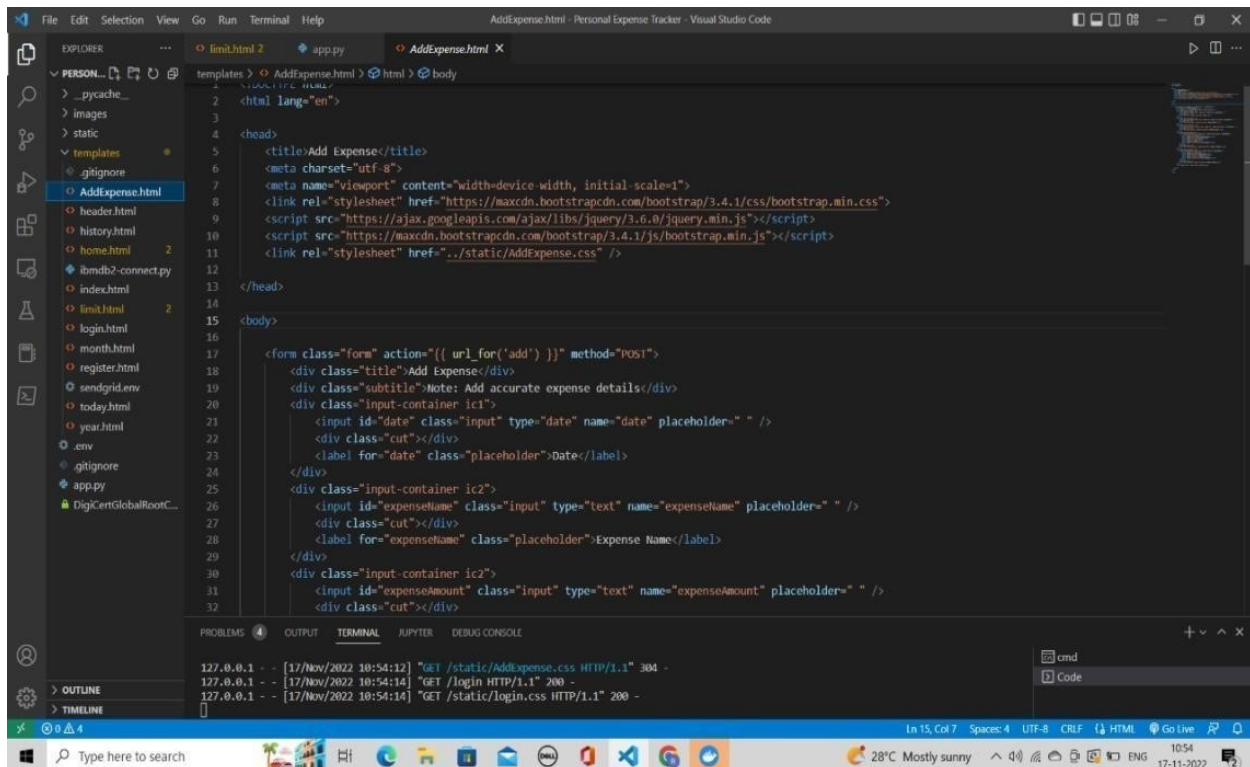 File Edit Selection View Go Run Terminal Help AddExpense.html - Personal Expense Tracker - Visual Studio Code
EXPLORER ...
PERSON...
> _pycache_
> images
> static
templates
.gitignore
AddExpense.html
header.html
history.html
home.html 2
ibmdb2-connect.py
index.html
limit.html 2
login.html
month.html
register.html
sendgrid.env
today.html
year.html
.env
.gitignore
app.py
DigiCertGlobalRootC...
> OUTLINE
> TIMELINE
limit.html 2 app.py AddExpense.html
templates > AddExpense.html > html > body
1 <!DOCTYPE html>
2 <html lang="en">
3
4 <head>
5 <title>Add Expense</title>
6 <meta charset="utf-8">
7 <meta name="viewport" content="width=device-width, initial-scale=1">
8 <link rel="stylesheet" href="https://maxcdn.bootstrapcdn.com/bootstrap/3.4.1/css/bootstrap.min.css">
9 <script src="https://ajax.googleapis.com/ajax/libs/jquery/3.6.0/jquery.min.js"></script>
10 <script src="https://maxcdn.bootstrapcdn.com/bootstrap/3.4.1/js/bootstrap.min.js"></script>
11 <link rel="stylesheet" href="../static/AddExpense.css" />
12
13 </head>
14
15 <body>
16
17 <form class="form" action="{{ url_for('add') }}" method="POST">
18 <div class="title">Add Expense</div>
19 <div class="subtitle">Note: Add accurate expense details</div>
20 <div class="input-container ic1">
21 <input id="date" class="input" type="date" name="date" placeholder=" " />
22 <div class="cut"></div>
23 <label for="date" class="placeholder">Date</label>
24 </div>
25 <div class="input-container ic2">
26 <input id="expenseName" class="input" type="text" name="expenseName" placeholder=" " />
27 <div class="cut"></div>
28 <label for="expenseName" class="placeholder">Expense Name</label>
29 </div>
30 <div class="input-container ic2">
31 <input id="expenseAmount" class="input" type="text" name="expenseAmount" placeholder=" " />
32 <div class="cut"></div>
PROBLEMS 4 OUTPUT TERMINAL JUPYTER DEBUG CONSOLE
127.0.0.1 - - [17/Nov/2022 10:54:12] "GET /static/AddExpense.css HTTP/1.1" 304 -
127.0.0.1 - - [17/Nov/2022 10:54:14] "GET /login HTTP/1.1" 200 -
127.0.0.1 - - [17/Nov/2022 10:54:14] "GET /static/login.css HTTP/1.1" 200 -
cmd
Code
0 4 Ln 15, Col 7 Spaces: 4 UTF-8 CRLF HTML Go Live
Type here to search DELL 28°C Mostly sunny ENG 10:54
17-11-2022 2